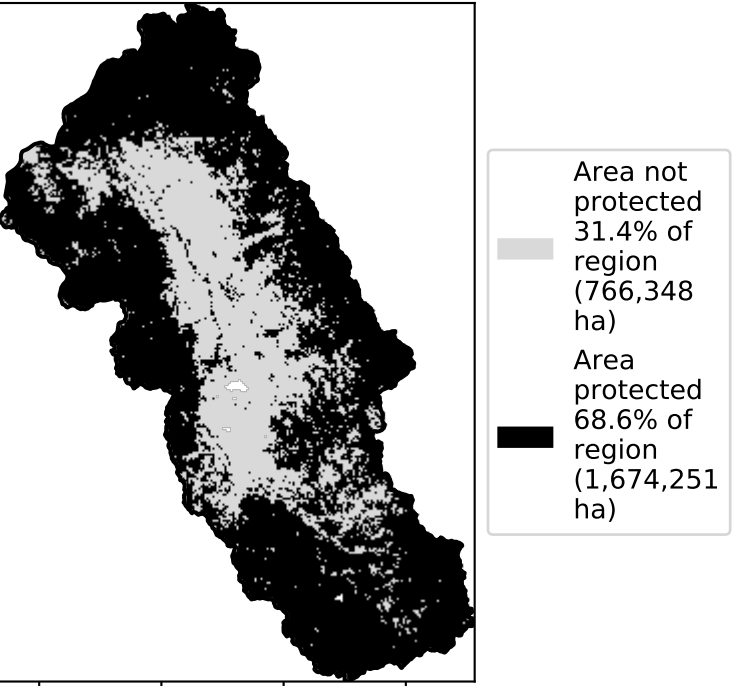 Area not
protected
31.4% of
region
(766,348
ha)
Area
protected
68.6% of
region
(1,674,251
ha)